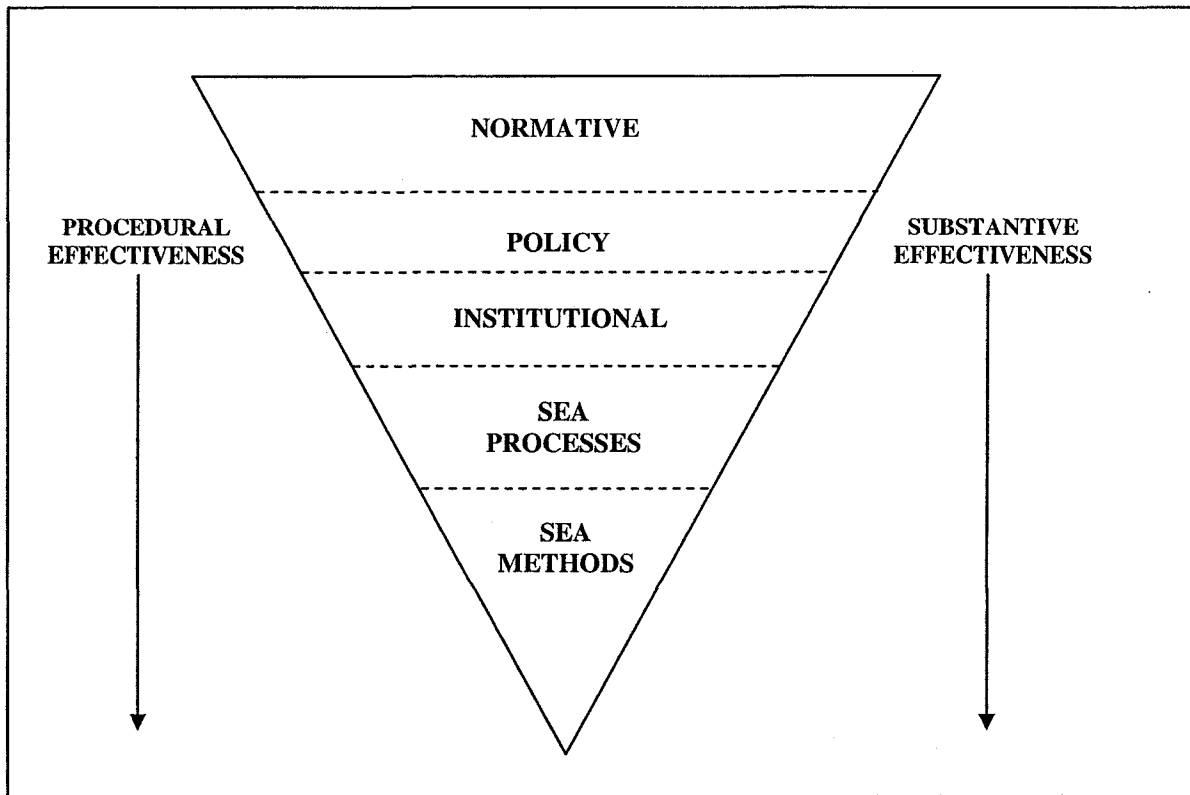 NORMATIVE
PROCEDURAL
EFFECTIVENESS
SUBSTANTIVE
EFFECTIVENESS
POLICY
INSTITUTIONAL
SEA
PROCESSES
SEA
METHODS